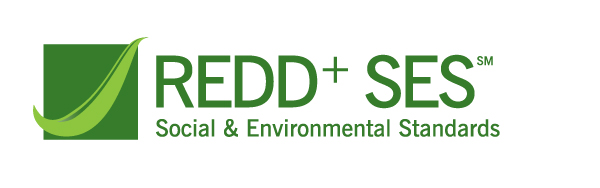 REDD+ SES℠
Social & Environmental Standards